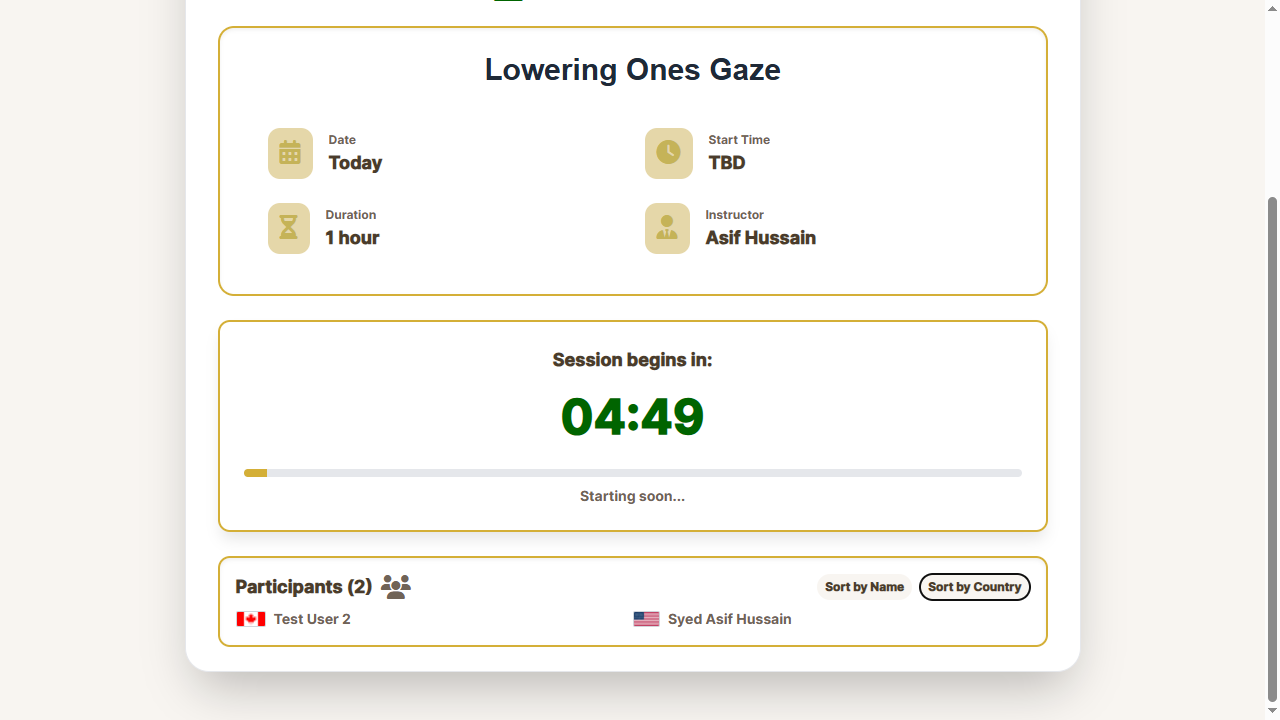 Lowering Ones Gaze
Date
Today
Start Time
TBD
Duration
1 hour
Instructor
Asif Hussain
Session begins in:
04:49
Starting soon...
Participants (2)
Sort by Name
Sort by Country
Test User 2
Syed Asif Hussain